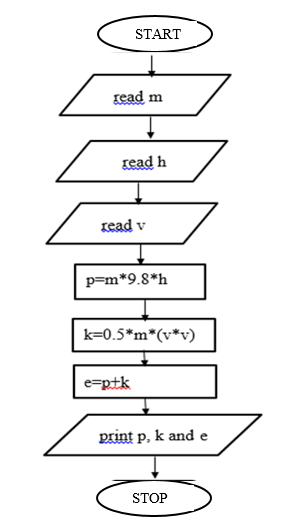 START
read m
read h
read v
p=m*9.8*h
k=0.5*m*(v*v)
e=p+k
print p, k and e
STOP